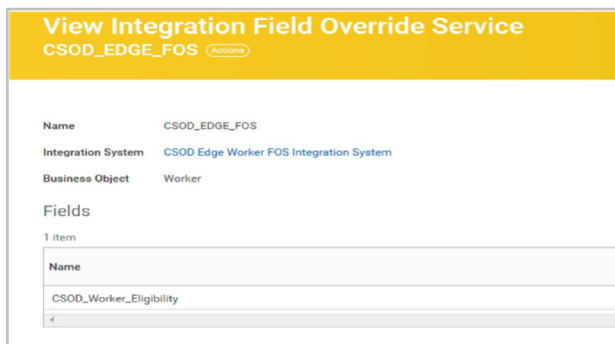 View Integration Field Override Service
CSOD_EDGE_FOS Actions
Name CSOD_EDGE_FOS
Integration System CSOD Edge Worker FOS Integration System
Business Object Worker
Fields
1 item
Name
CSOD_Worker_Eligibility